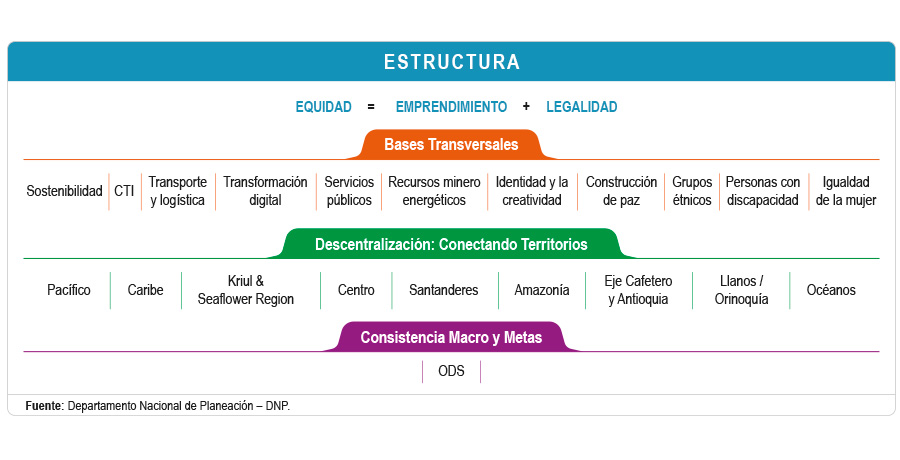 ESTRUCTURA
EQUIDAD = EMPRENDIMIENTO + LEGALIDAD
Bases Transversales
Sostenibilidad
CTI
Transporte
y logística
Transformación
digital
Servicios
públicos
Recursos minero
energéticos
Identidad y la
creatividad
Construcción
de paz
Grupos
étnicos
Personas con
discapacidad
Igualdad
de la mujer
Descentralización: Conectando Territorios
Pacífico
Caribe
Kriul &
Seaflower Region
Centro
Santanderes
Amazonía
Eje Cafetero
y Antioquia
Llanos /
Orinoquía
Océanos
Consistencia Macro y Metas
ODS
Fuente: Departamento Nacional de Planeación – DNP.